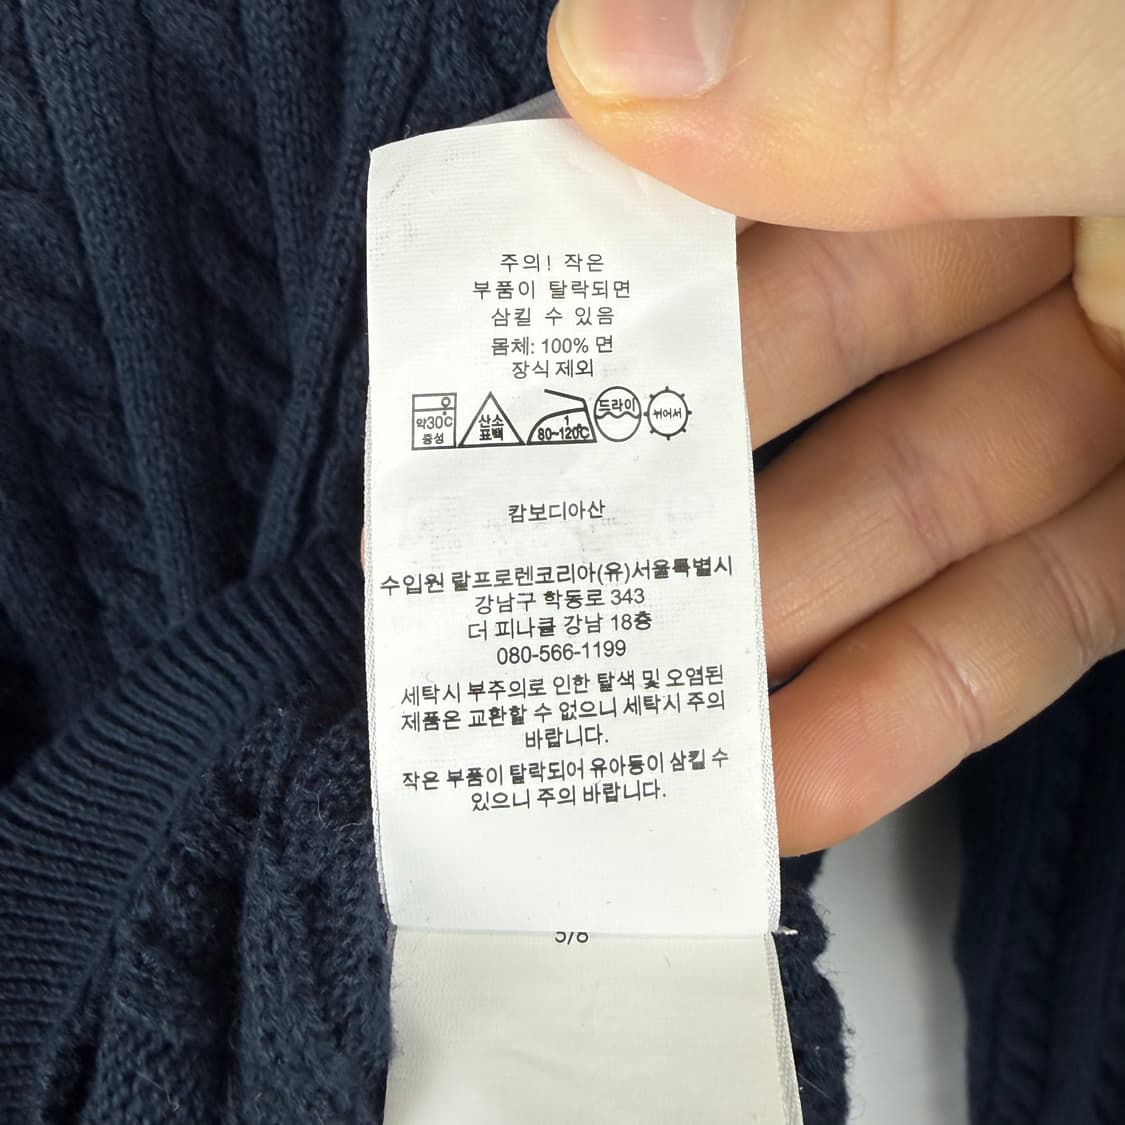 주의! 작은
부품이 탈락되면
삼킬 수 있음
몸체: 100% 면
장식 제외
약30℃
중성
산소
표백
1
80~120℃
드라이
뉘어서
캄보디아산
수입원 랄프로렌코리아(유)서울특별시
강남구 학동로 343
더 피나클 강남 18층
080-566-1199
세탁시 부주의로 인한 탈색 및 오염된
제품은 교환할 수 없으니 세탁시 주의
바랍니다.
작은 부품이 탈락되어 유아동이 삼킬 수
있으니 주의 바랍니다.